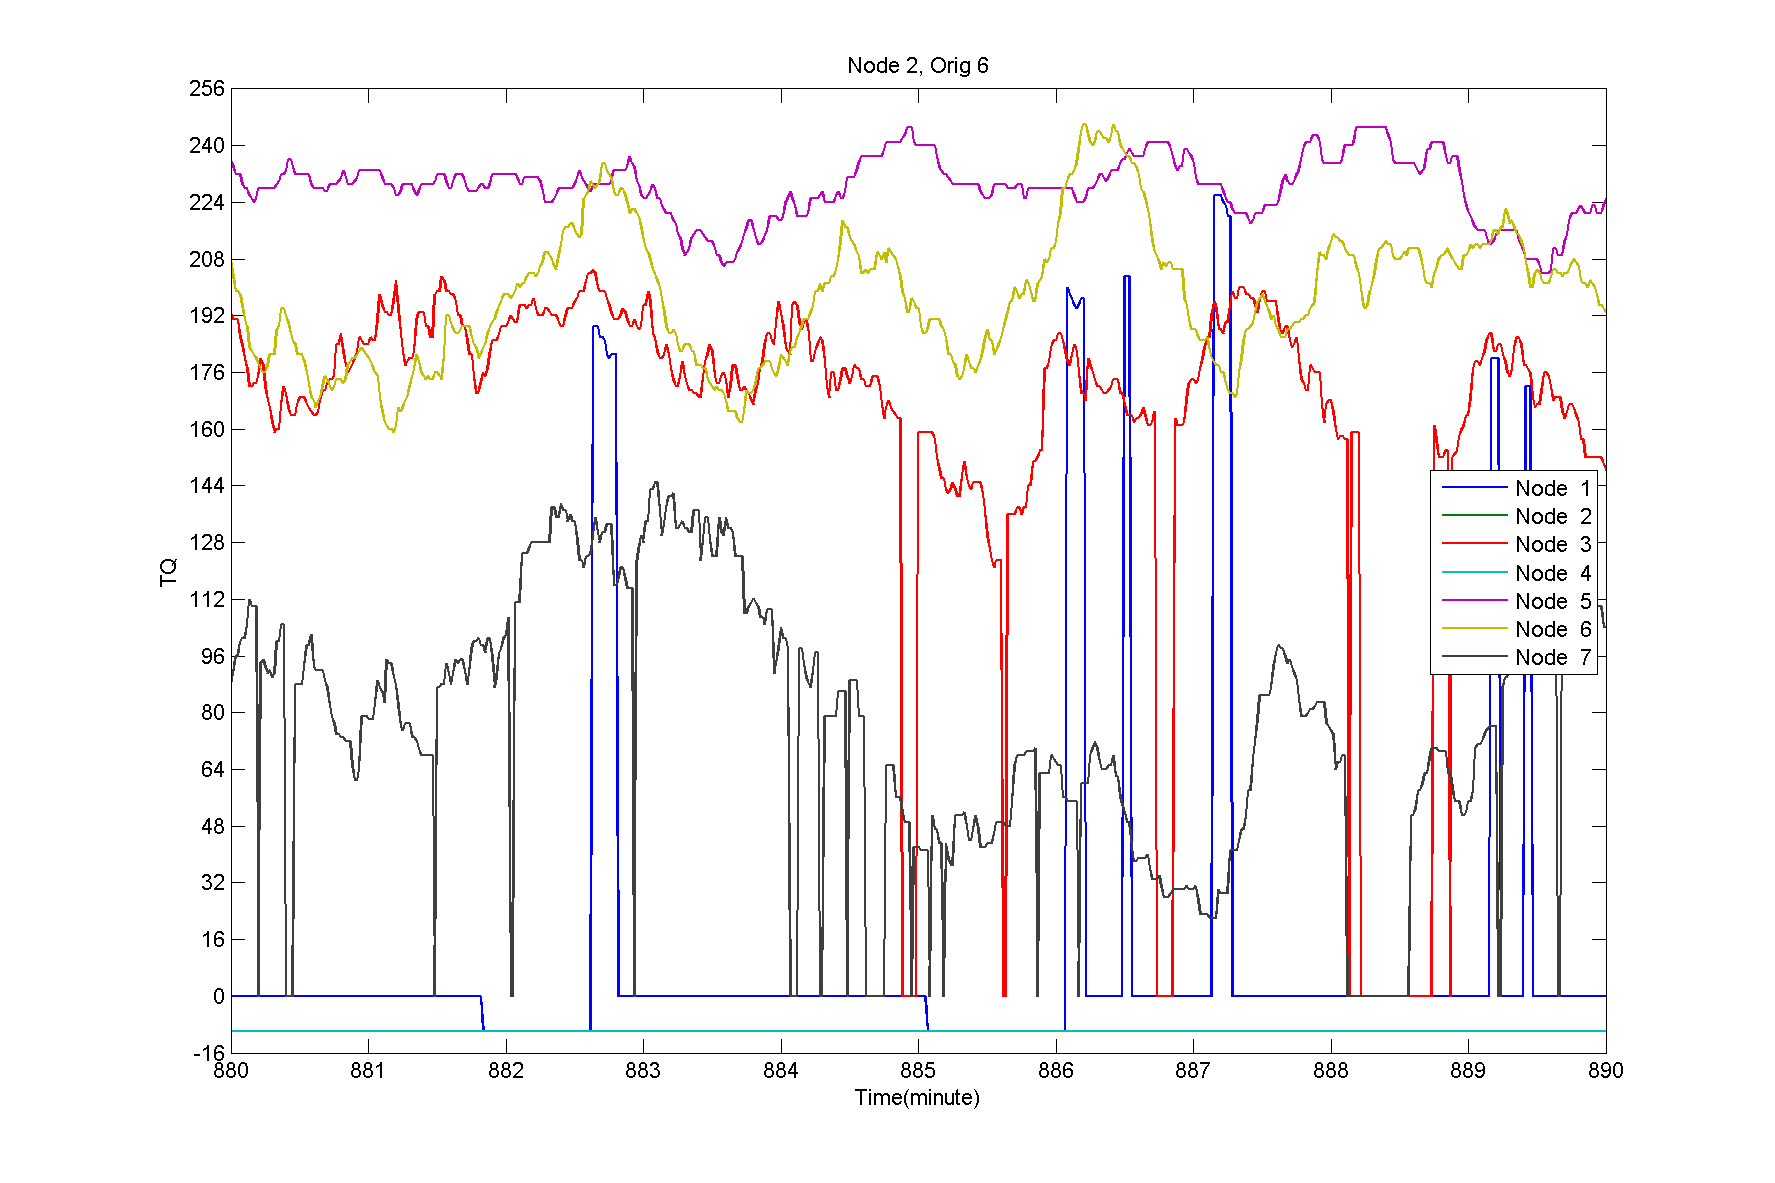 Node 2, Orig 6
256
240
224
208
192
176
160
144
128
112
96
80
64
48
32
16
0
-16
TQ
Node 1
Node 2
Node 3
Node 4
Node 5
Node 6
Node 7
880 881 882 883 884 885 886 887 888 889 890
Time(minute)